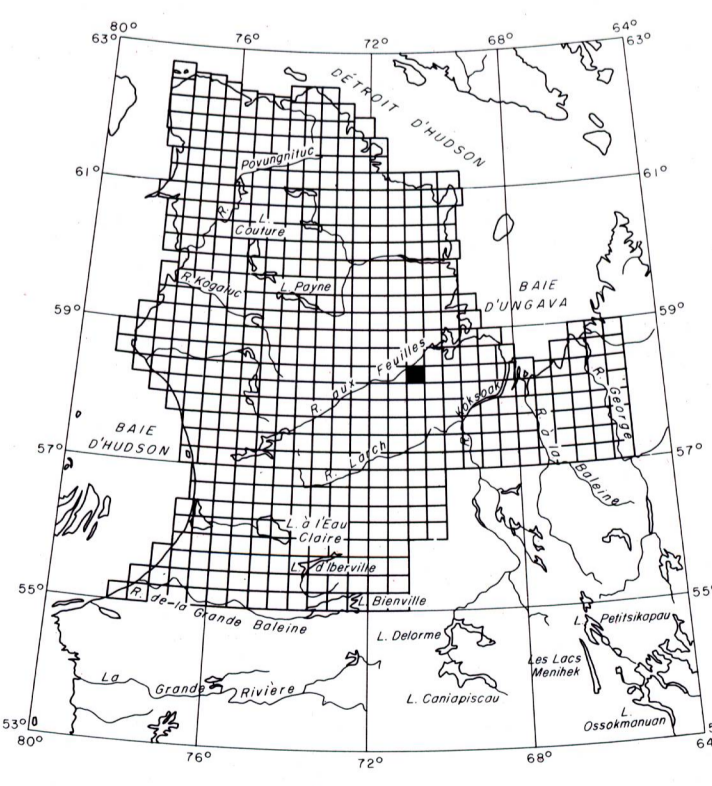 80° 76° 72° 68° 64°
63° 63°
DÉTROIT D'HUDSON
Povungnituc
61° 61°
R.
L.
Couture
R. Kogaluc
L. Payne
BAIE
D'UNGAVA
59° 59°
R. aux Feuilles
Koksoak
R. à la Baleine
R. George
BAIE
D'HUDSON
57° 57°
R. Larch
L. à l'Eau
Claire
L. d'Iberville
55° 55°
R. de-la Grande Baleine
L. Bienville
L. Delorme
L. Petitsikapau
Les Lacs
Menihek
La Grande Rivière
L. Caniapiscau
L.
Ossokmanuan
53°
80° 76° 72° 68° 64